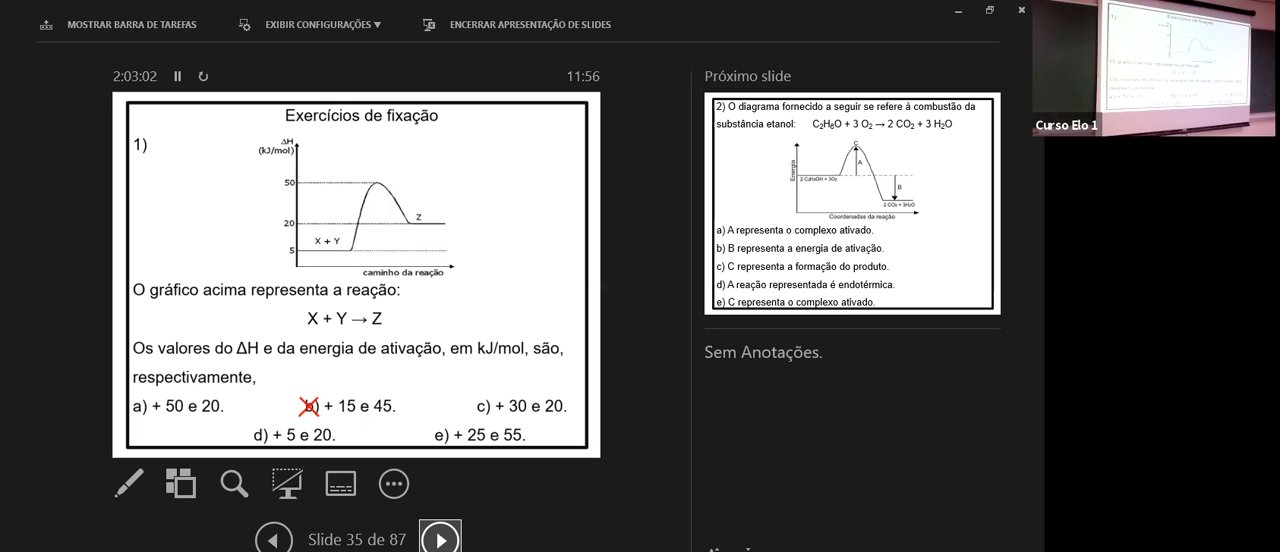 MOSTRAR BARRA DE TAREFAS
EXIBIR CONFIGURAÇÕES ▼
ENCERRAR APRESENTAÇÃO DE SLIDES
2:03:02
11:56
Exercícios de fixação
1)
ΔH
(kJ/mol)
50
20
5
X + Y
Z
caminho da reação
O gráfico acima representa a reação:
X + Y → Z
Os valores do ΔH e da energia de ativação, em kJ/mol, são,
respectivamente,
a) + 50 e 20. b) + 15 e 45. c) + 30 e 20.
d) + 5 e 20. e) + 25 e 55.
Slide 35 de 87
Próximo slide
2) O diagrama fornecido a seguir se refere à combustão da
substância etanol: C₂H₆O + 3 O₂ → 2 CO₂ + 3 H₂O
Energia
C
A
B
2 C₂H₅OH + 3O₂
2 CO₂ + 3H₂O
Coordenadas da reação
a) A representa o complexo ativado.
b) B representa a energia de ativação.
c) C representa a formação do produto.
d) A reação representada é endotérmica.
e) C representa o complexo ativado.
Sem Anotações.
Exercícios de fixação
1)
Curso Elo 1